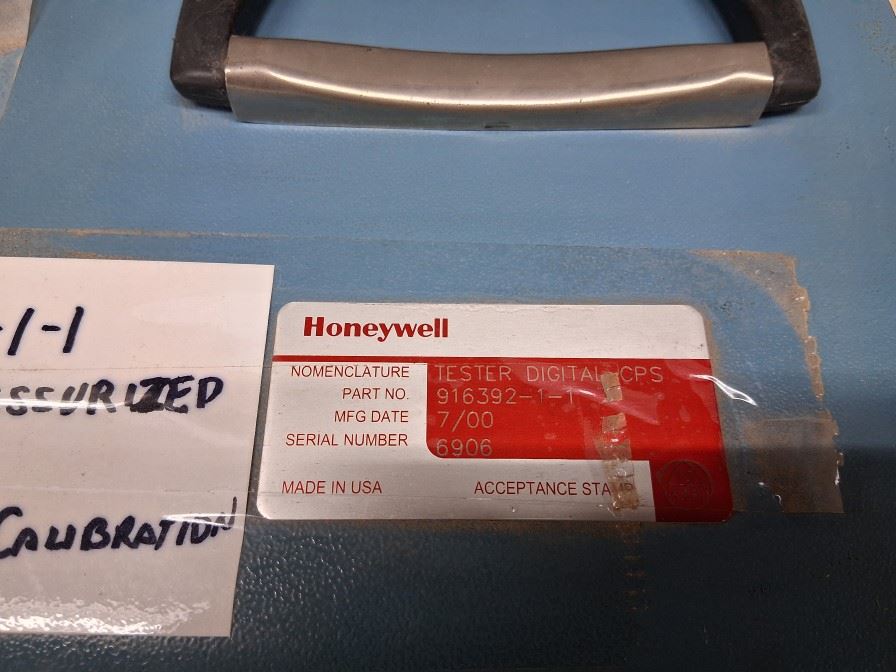 -1-1
SSURIZED
CALIBRATION
Honeywell
NOMENCLATURE TESTER DIGITAL CPS
PART NO. 916392-1-1
MFG DATE 7/00
SERIAL NUMBER 6906
MADE IN USA ACCEPTANCE STAMP